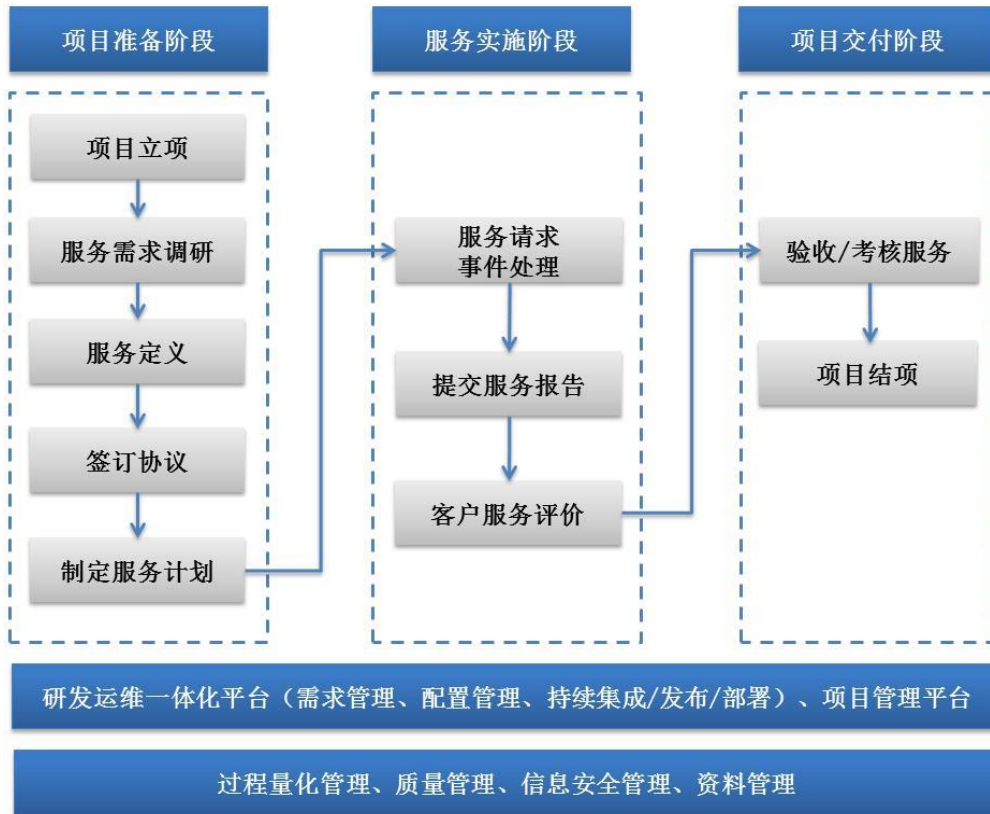 项目准备阶段
项目立项
服务需求调研
服务定义
签订协议
制定服务计划
服务实施阶段
服务请求
事件处理
提交服务报告
客户服务评价
项目交付阶段
验收/考核服务
项目结项
研发运维一体化平台（需求管理、配置管理、持续集成/发布/部署）、项目管理平台
过程量化管理、质量管理、信息安全管理、资料管理